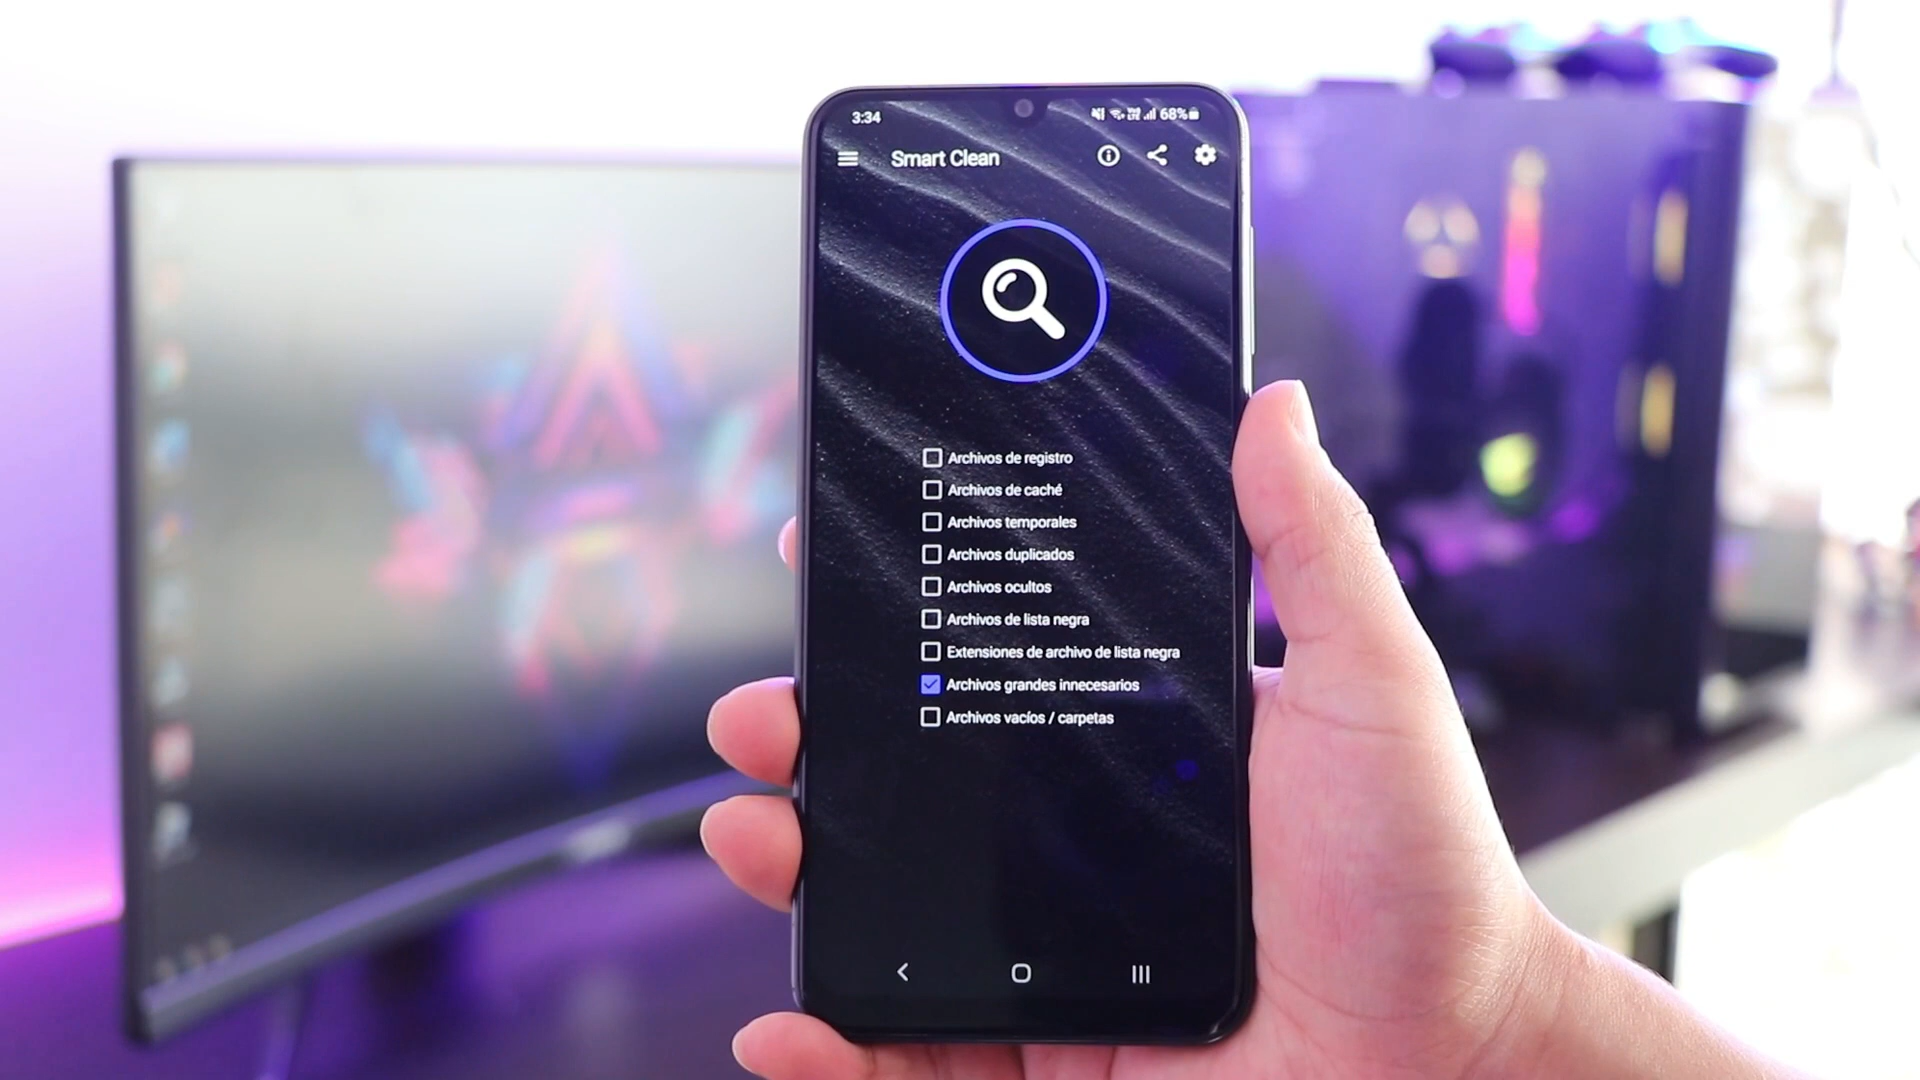 3:34
68%
Smart Clean
Archivos de registro
Archivos de caché
Archivos temporales
Archivos duplicados
Archivos ocultos
Archivos de lista negra
Extensiones de archivo de lista negra
Archivos grandes innecesarios
Archivos vacíos / carpetas